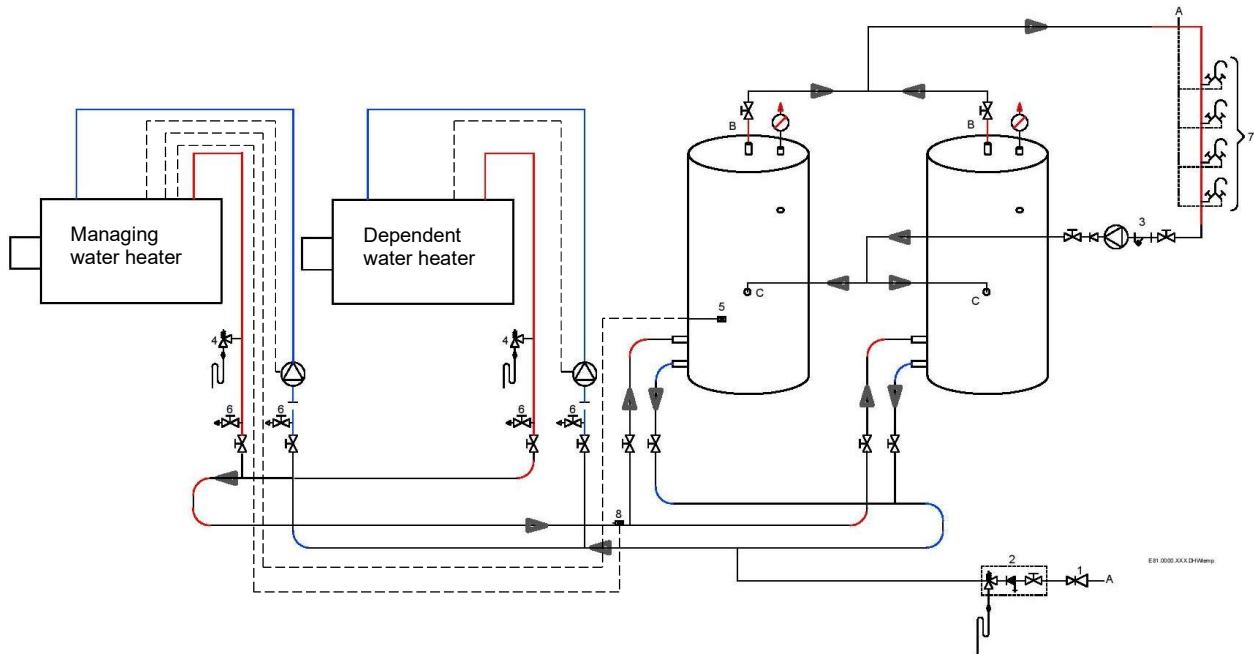 A
B
B
7
Managing
water heater
Dependent
water heater
3
C
C
5
4
4
6
6
6
6
8
E81.0000.XXX.DHWtemp
2
1
A